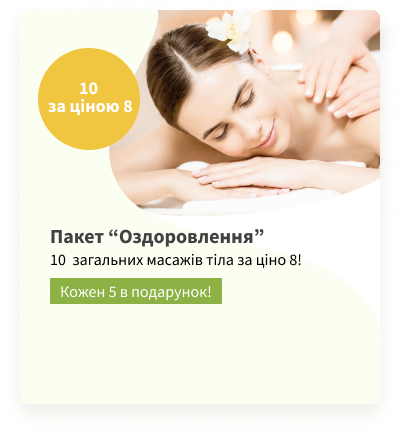 10
за ціною 8
Пакет “Оздоровлення”
10 загальних масажів тіла за ціно 8!
Кожен 5 в подарунок!